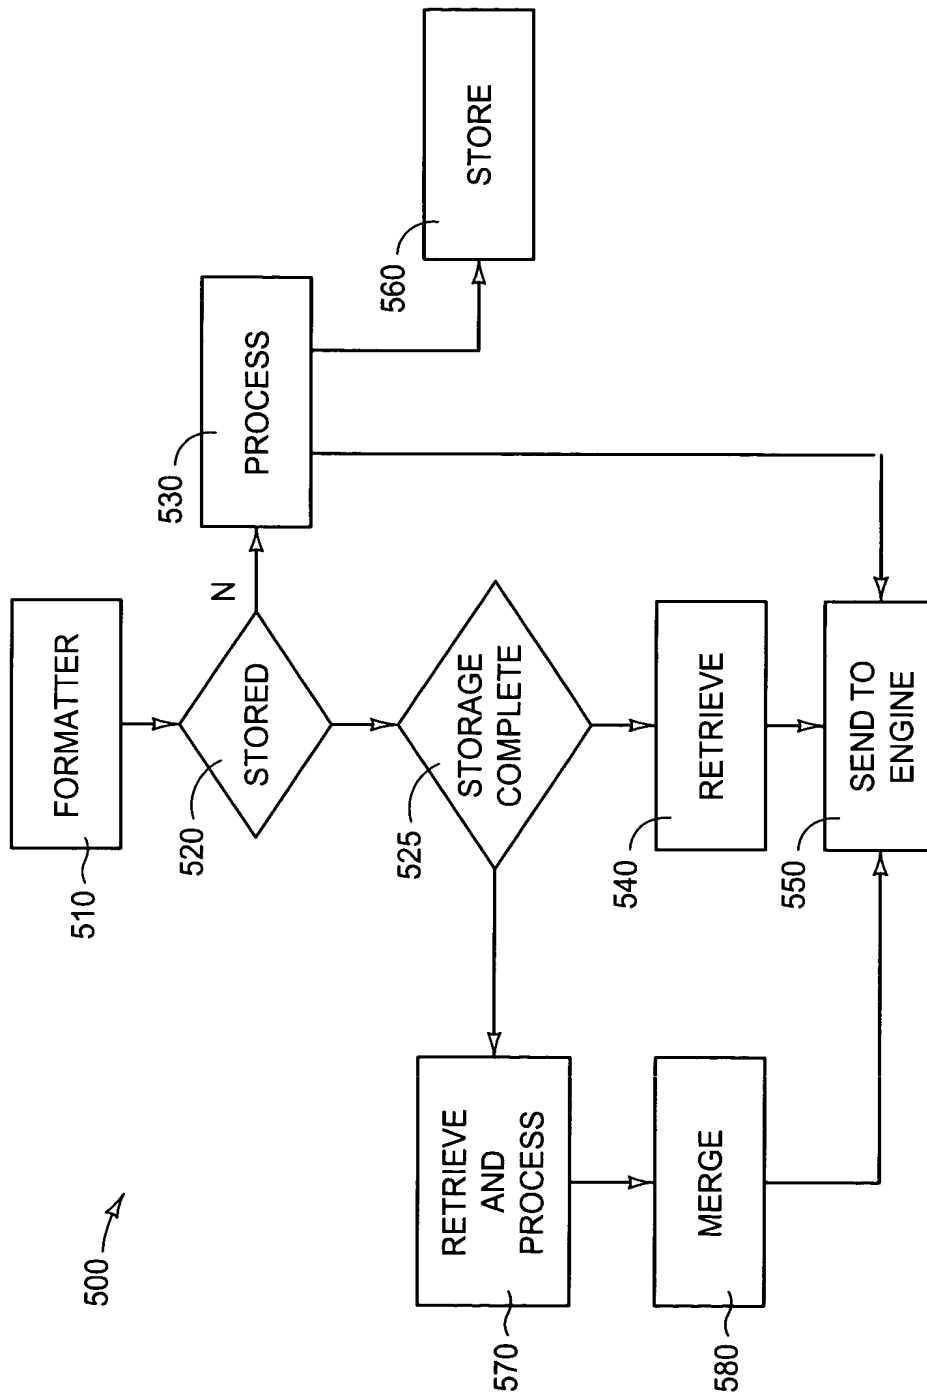 500
FORMATTER
510
STORED
520
N
PROCESS
530
STORE
560
STORAGE
COMPLETE
525
RETRIEVE
AND
PROCESS
570
RETRIEVE
540
MERGE
580
SEND TO
ENGINE
550